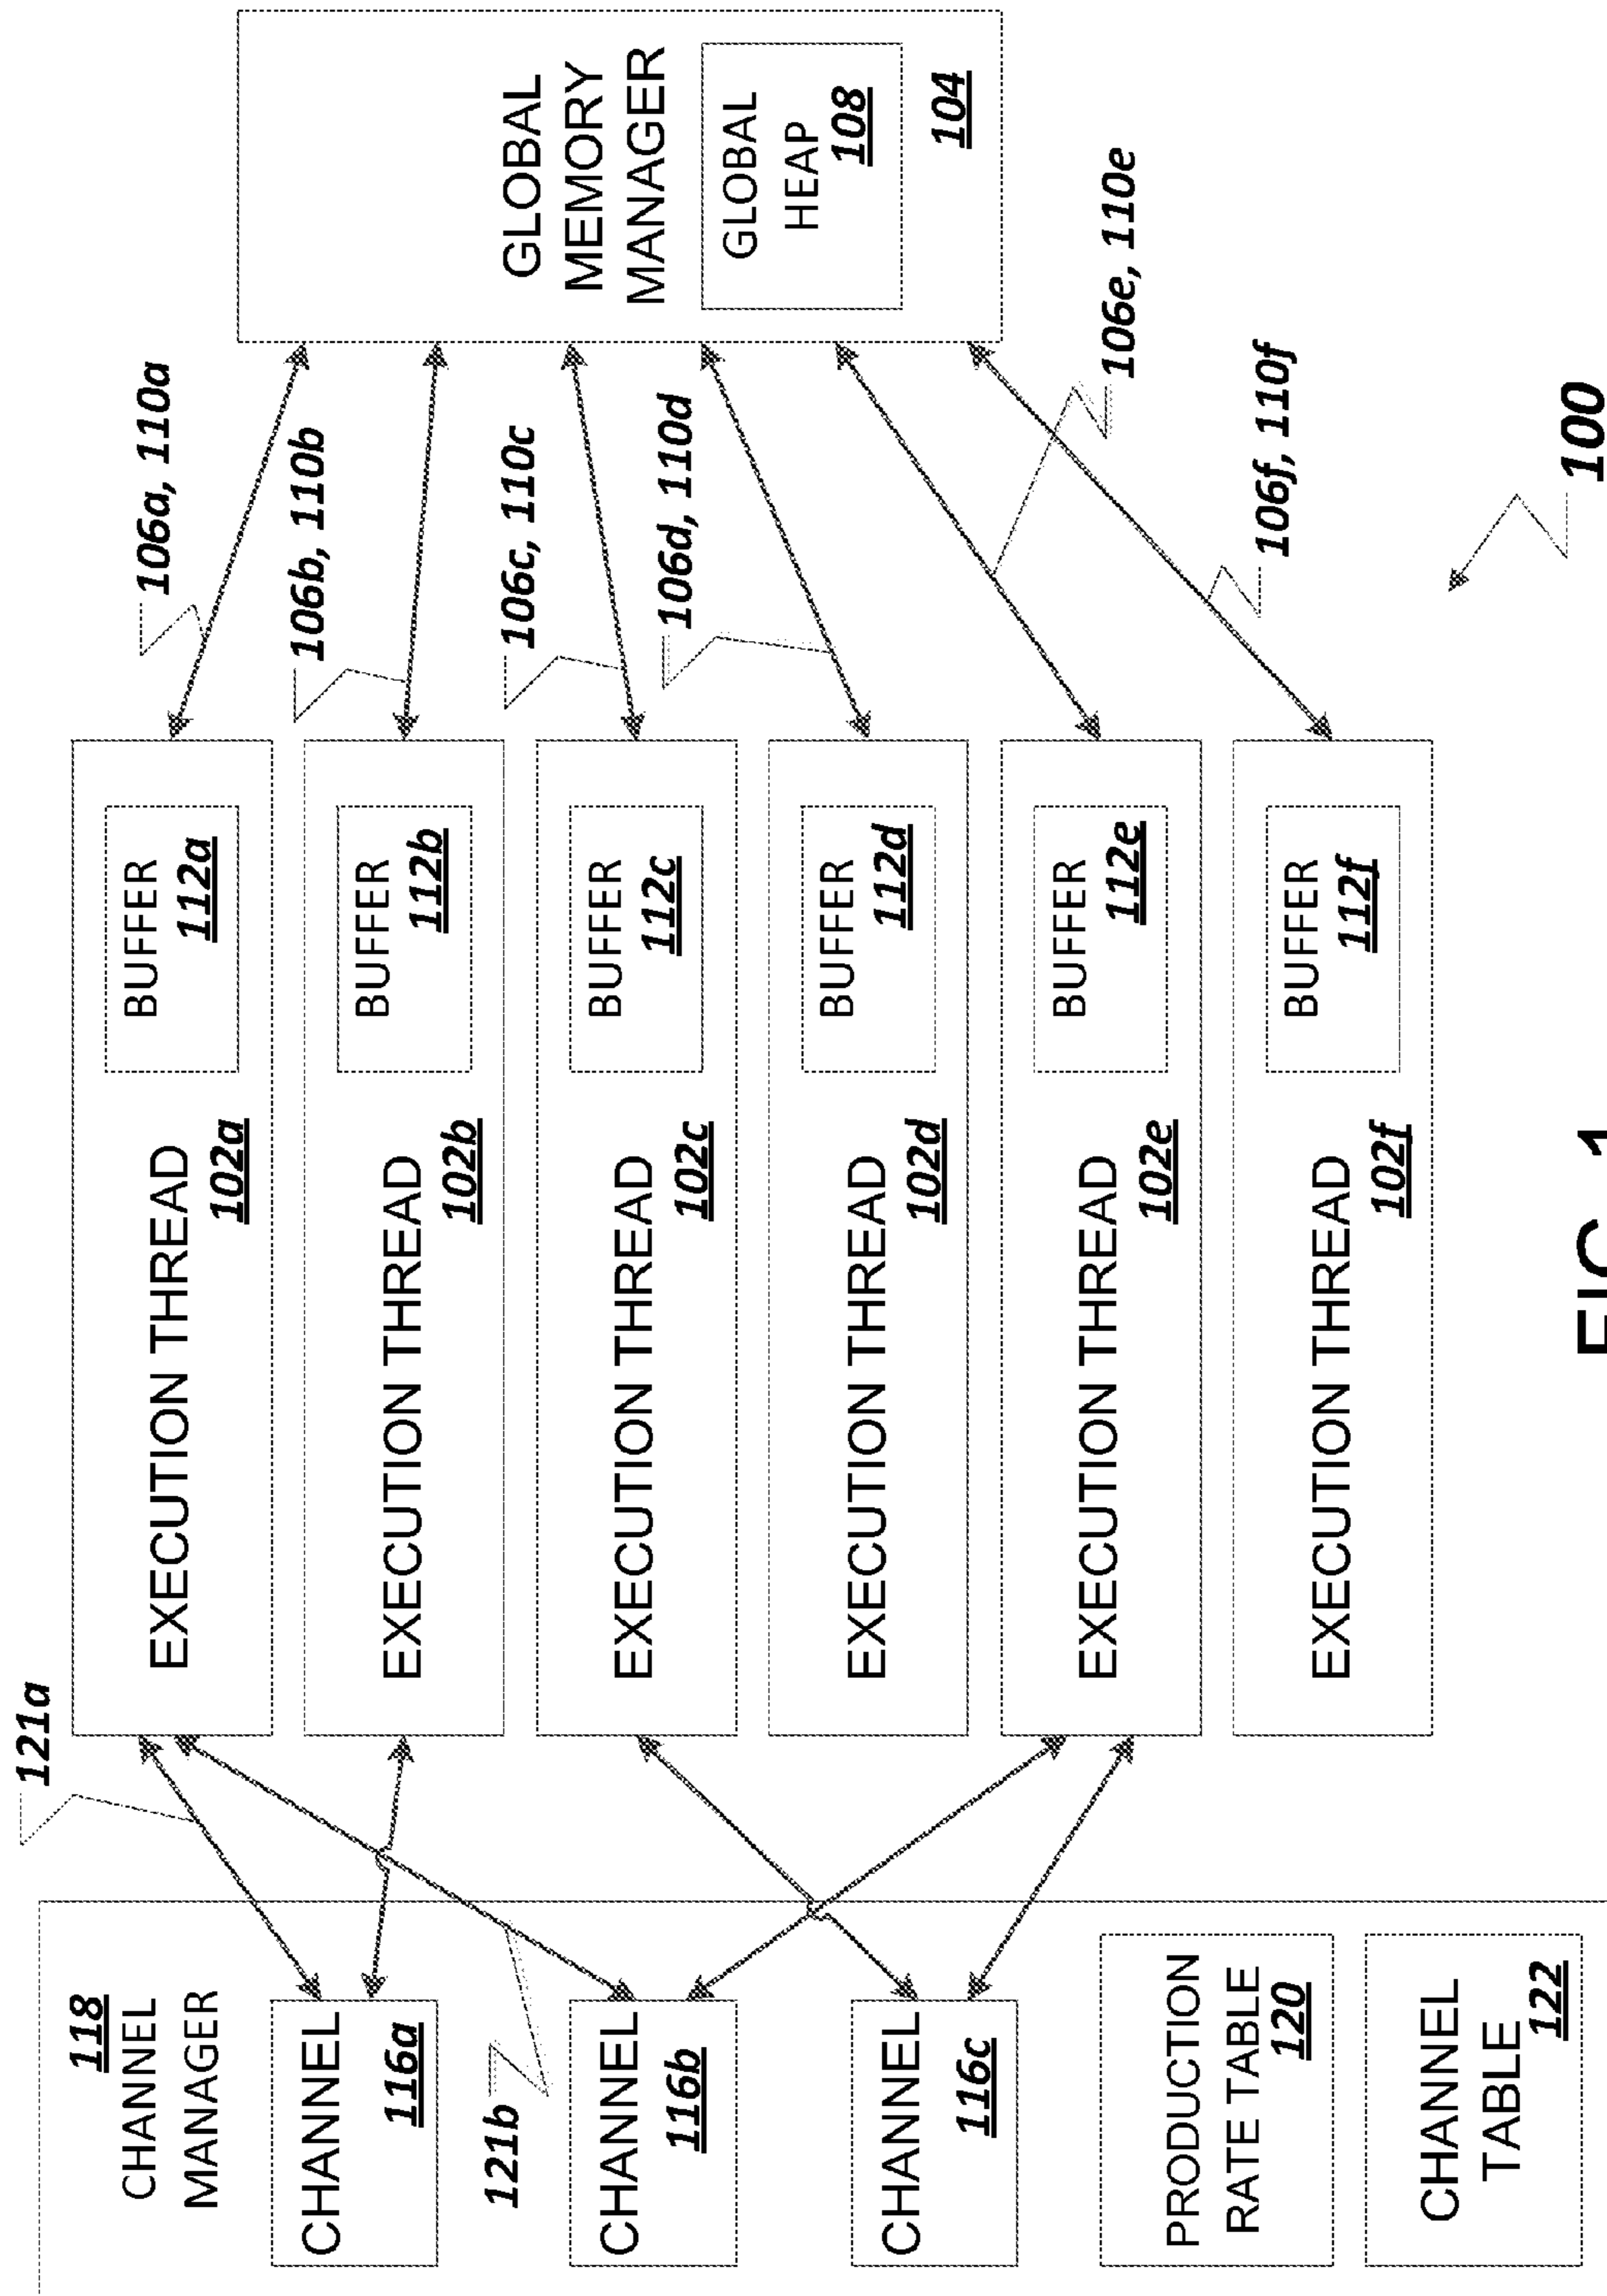 121a
118
CHANNEL
MANAGER
CHANNEL
116a
121b
CHANNEL
116b
CHANNEL
116c
PRODUCTION
RATE TABLE
120
CHANNEL
TABLE
122
EXECUTION THREAD
102a
BUFFER
112a
EXECUTION THREAD
102b
BUFFER
112b
EXECUTION THREAD
102c
BUFFER
112c
EXECUTION THREAD
102d
BUFFER
112d
EXECUTION THREAD
102e
BUFFER
112e
EXECUTION THREAD
102f
BUFFER
112f
106a, 110a
106b, 110b
106c, 110c
106d, 110d
106e, 110e
106f, 110f
GLOBAL
MEMORY
MANAGER
GLOBAL
HEAP
108
104
100
FIG. 1